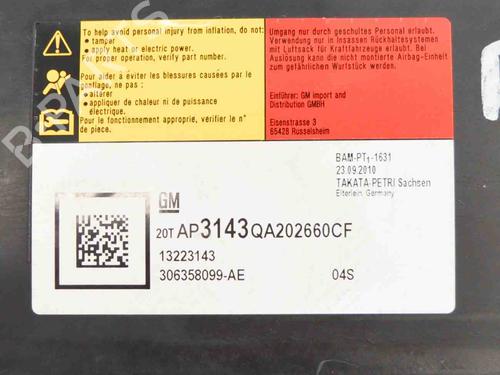 To help avoid personal injury from inflation, do not:
• tamper
• apply heat or electric power.
For proper operation, verify part number.
Pour aider à éviter les blessures causées par le
gonflage, ne pas :
• altérer
• appliquer de chaleur ni de puissance
électrique.
Pour le fonctionnement approprié, vérifier le n°
de pièce.
Umgang nur durch geschultes Personal erlaubt.
Verwendung nur in Insassen Rückhaltesystemen
mit Luftsack für Kraftfahrzeuge erlaubt. Bei
Auslösung kann die nicht montierte Airbag-Einheit
zum gefährlichen Wurfstück werden.
Einführer: GM import and
Distribution GMBH
Eisenstrasse 3
65428 Russelsheim
BAM-PT1-1631
23.09.2010
TAKATA-PETRI Sachsen
Elterlein, Germany
GM
20T AP3143QA202660CF
13223143
306358099-AE 04S